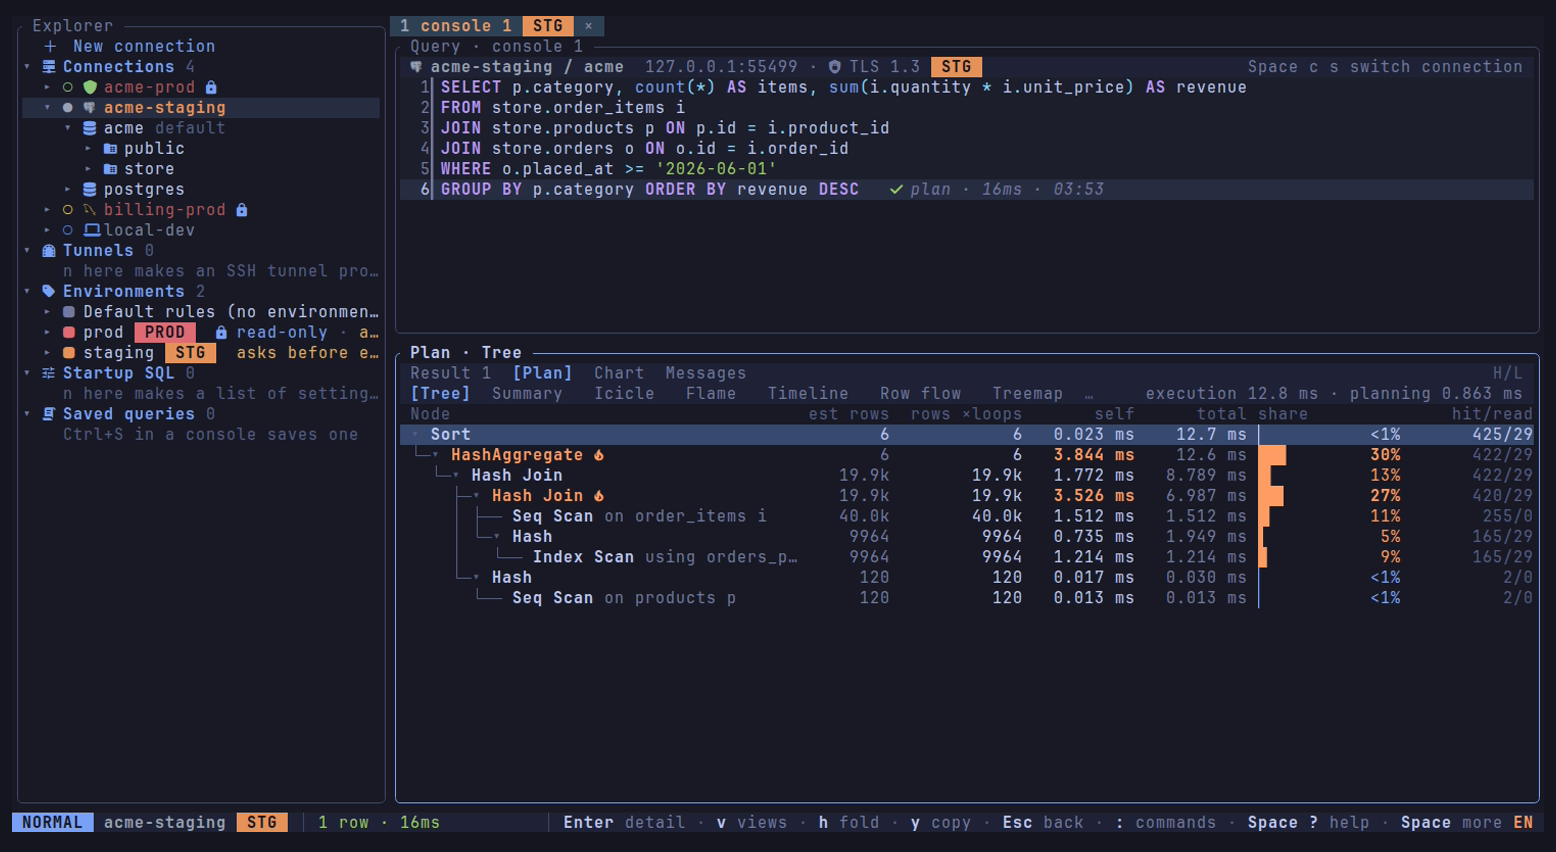 Explorer
New connection
Connections 4
acme-prod
acme-staging
acme default
public
store
postgres
billing-prod
local-dev
Tunnels 0
n here makes an SSH tunnel pro…
Environments 2
Default rules (no environmen…
prod PROD read-only · a…
staging STG asks before e…
Startup SQL 0
n here makes a list of setting…
Saved queries 0
Ctrl+S in a console saves one
1 console 1 STG ×
Query · console 1
acme-staging / acme 127.0.0.1:55499 · TLS 1.3 STG Space c s switch connection
1 SELECT p.category, count(*) AS items, sum(i.quantity * i.unit_price) AS revenue
2 FROM store.order_items i
3 JOIN store.products p ON p.id = i.product_id
4 JOIN store.orders o ON o.id = i.order_id
5 WHERE o.placed_at >= '2026-06-01'
6 GROUP BY p.category ORDER BY revenue DESC ✓ plan · 16ms · 03:53
Plan · Tree
Result 1 [Plan] Chart Messages H/L
[Tree] Summary Icicle Flame Timeline Row flow Treemap … execution 12.8 ms · planning 0.863 ms
Node est rows rows ×loops self total share hit/read
Sort 6 6 0.023 ms 12.7 ms <1% 425/29
HashAggregate 6 6 3.844 ms 12.6 ms 30% 422/29
Hash Join 19.9k 19.9k 1.772 ms 8.789 ms 13% 422/29
Hash Join 19.9k 19.9k 3.526 ms 6.987 ms 27% 420/29
Seq Scan on order_items i 40.0k 40.0k 1.512 ms 1.512 ms 11% 255/0
Hash 9964 9964 0.735 ms 1.949 ms 5% 165/29
Index Scan using orders_p… 9964 9964 1.214 ms 1.214 ms 9% 165/29
Hash 120 120 0.017 ms 0.030 ms <1% 2/0
Seq Scan on products p 120 120 0.013 ms 0.013 ms <1% 2/0
NORMAL acme-staging STG 1 row · 16ms Enter detail · v views · h fold · y copy · Esc back · : commands · Space ? help · Space more EN